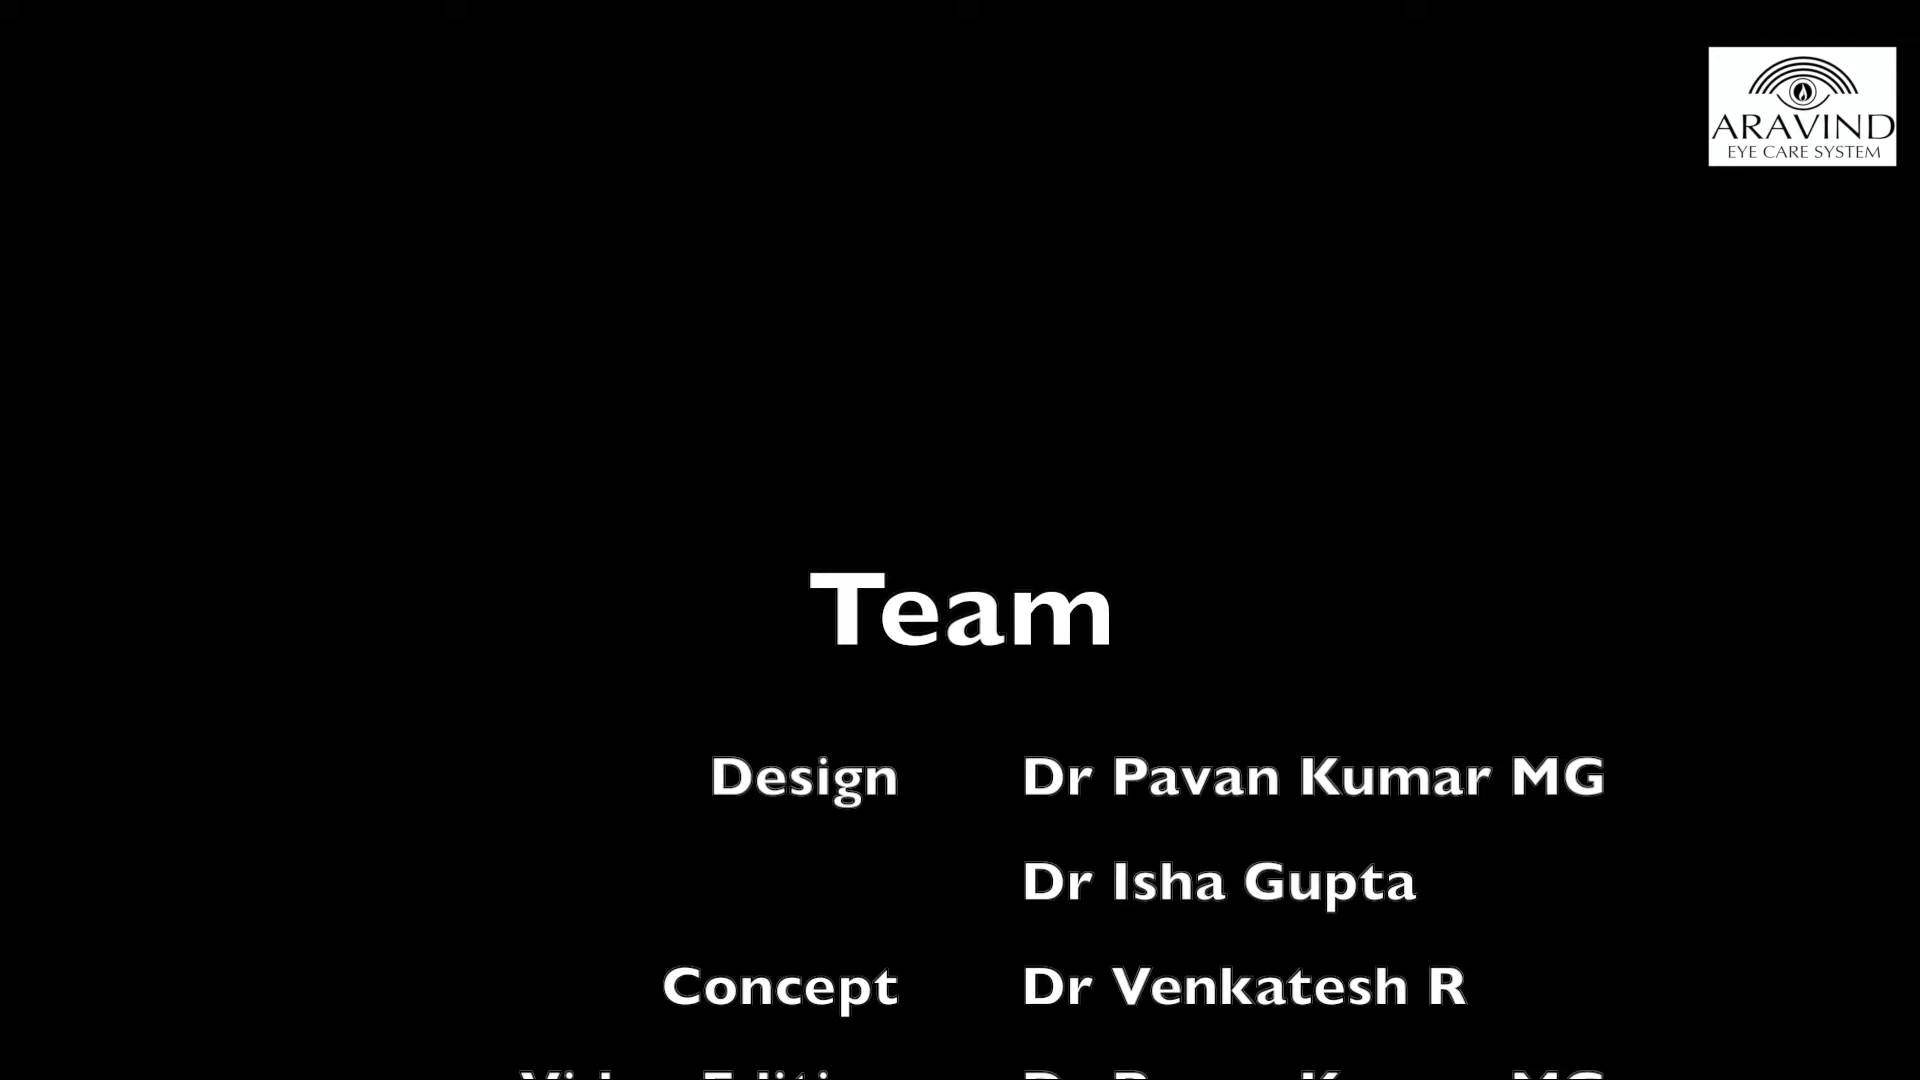 ARAVIND
EYE CARE SYSTEM
Team
Design Dr Pavan Kumar MG
Dr Isha Gupta
Concept Dr Venkatesh R